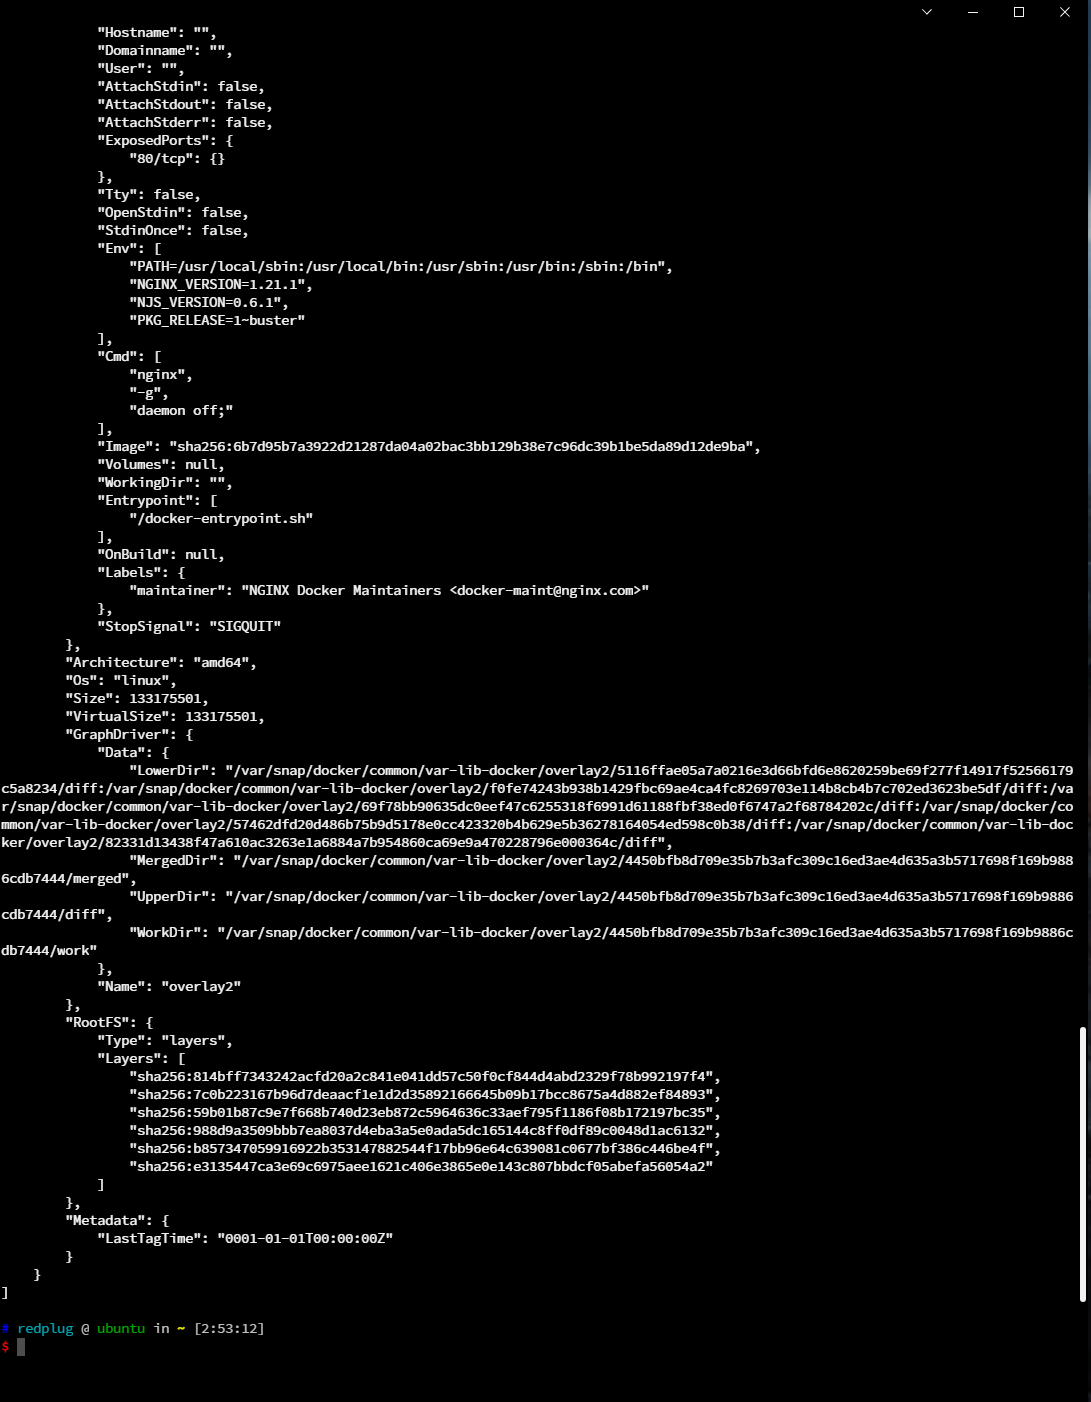 "Hostname": "",
"Domainname": "",
"User": "",
"AttachStdin": false,
"AttachStdout": false,
"AttachStderr": false,
"ExposedPorts": {
"80/tcp": {}
},
"Tty": false,
"OpenStdin": false,
"StdinOnce": false,
"Env": [
"PATH=/usr/local/sbin:/usr/local/bin:/usr/sbin:/usr/bin:/sbin:/bin",
"NGINX_VERSION=1.21.1",
"NJS_VERSION=0.6.1",
"PKG_RELEASE=1~buster"
],
"Cmd": [
"nginx",
"-g",
"daemon off;"
],
"Image": "sha256:6b7d95b7a3922d21287da04a02bac3bb129b38e7c96dc39b1be5da89d12de9ba",
"Volumes": null,
"WorkingDir": "",
"Entrypoint": [
"/docker-entrypoint.sh"
],
"OnBuild": null,
"Labels": {
"maintainer": "NGINX Docker Maintainers <docker-maint@nginx.com>"
},
"StopSignal": "SIGQUIT"
},
"Architecture": "amd64",
"Os": "linux",
"Size": 133175501,
"VirtualSize": 133175501,
"GraphDriver": {
"Data": {
"LowerDir": "/var/snap/docker/common/var-lib-docker/overlay2/5116ffae05a7a0216e3d66bfd6e8620259be69f277f14917f52566179
c5a8234/diff:/var/snap/docker/common/var-lib-docker/overlay2/f0fe74243b938b1429fbc69ae4ca4fc8269703e114b8cb4b7c702ed3623be5df/diff:/va
r/snap/docker/common/var-lib-docker/overlay2/69f78bb90635dc0eef47c6255318f6991d61188fbf38ed0f6747a2f68784202c/diff:/var/snap/docker/co
mmon/var-lib-docker/overlay2/57462dfd20d486b75b9d5178e0cc423320b4b629e5b36278164054ed598c0b38/diff:/var/snap/docker/common/var-lib-doc
ker/overlay2/82331d13438f47a610ac3263e1a6884a7b954860ca69e9a470228796e000364c/diff",
"MergedDir": "/var/snap/docker/common/var-lib-docker/overlay2/4450bfb8d709e35b7b3afc309c16ed3ae4d635a3b5717698f169b988
6cdb7444/merged",
"UpperDir": "/var/snap/docker/common/var-lib-docker/overlay2/4450bfb8d709e35b7b3afc309c16ed3ae4d635a3b5717698f169b9886
cdb7444/diff",
"WorkDir": "/var/snap/docker/common/var-lib-docker/overlay2/4450bfb8d709e35b7b3afc309c16ed3ae4d635a3b5717698f169b9886c
db7444/work"
},
"Name": "overlay2"
},
"RootFS": {
"Type": "layers",
"Layers": [
"sha256:814bff7343242acfd20a2c841e041dd57c50f0cf844d4abd2329f78b992197f4",
"sha256:7c0b223167b96d7deaacf1e1d2d35892166645b09b17bcc8675a4d882ef84893",
"sha256:59b01b87c9e7f668b740d23eb872c5964636c33aef795f1186f08b172197bc35",
"sha256:988d9a3509bbb7ea8037d4eba3a5e0ada5dc165144c8ff0df89c0048d1ac6132",
"sha256:b857347059916922b353147882544f17bb96e64c639081c0677bf386c446be4f",
"sha256:e3135447ca3e69c6975aee1621c406e3865e0e143c807bbdcf05abefa56054a2"
]
},
"Metadata": {
"LastTagTime": "0001-01-01T00:00:00Z"
}
}
]
# redplug @ ubuntu in ~ [2:53:12]
$